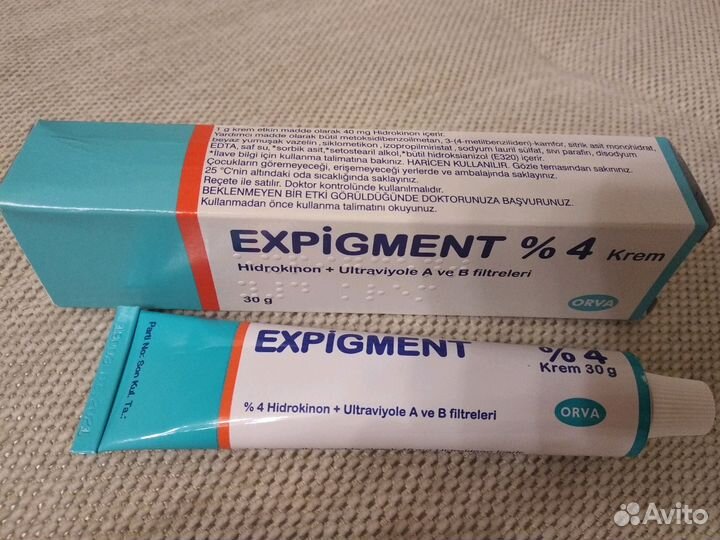 1 g krem etkin madde olarak 40 mg Hidrokinon içerir.
Yardımcı madde olarak bütil metoksidibenzoilmetan, 3-(4-metilbenziliden)-kamfor, sitrik asit monohidrat,
beyaz yumuşak vazelin, siklometikon, izopropilmiristat, sodyum lauril sülfat, sıvı parafin, disodyum
EDTA, saf su, *sorbik asit, *setostearil alkol, *butil hidroksianizol (E320) içerir.
*İlave bilgi için kullanma talimatına bakınız. HARİCEN KULLANILIR. Gözle temasından sakınınız.
Çocukların göremeyeceği, erişemeyeceği yerlerde ve ambalajında saklayınız.
25 °C'nin altındaki oda sıcaklığında saklayınız.
Reçete ile satılır. Doktor kontrolünde kullanılmalıdır.
BEKLENMEYEN BİR ETKİ GÖRÜLDÜĞÜNDE DOKTORUNUZA BAŞVURUNUZ.
Kullanmadan önce kullanma talimatını okuyunuz.
EXPiGMENT % 4 Krem
Hidrokinon + Ultraviyole A ve B filtreleri
30 g
ORVA
EXPiGMENT % 4
Krem 30 g
% 4 Hidrokinon + Ultraviyole A ve B filtreleri
ORVA
Parti No: Son Kul. Ta.:
Avito